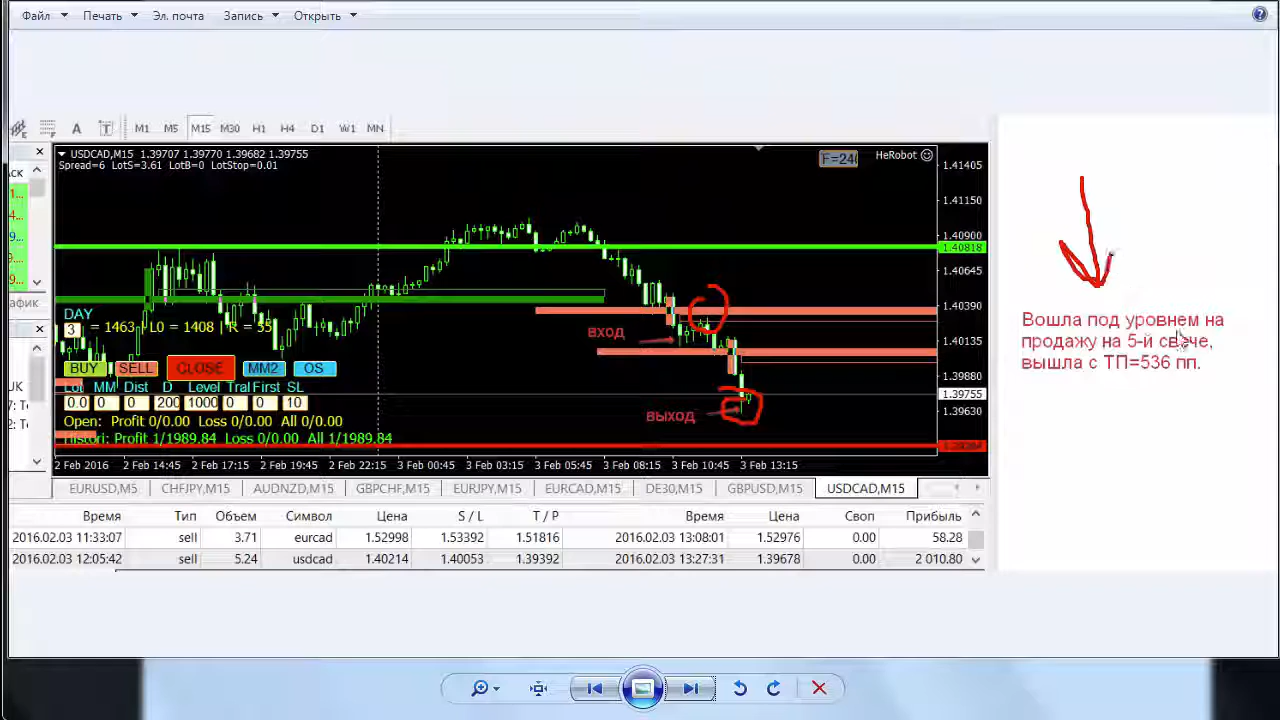 Файл Печать Эл. почта Запись Открыть
A T M1 M5 M15 M30 H1 H4 D1 W1 MN
USDCAD,M15 1.39707 1.39770 1.39682 1.39755
Spread=6 LotS=3.61 LotB=0 LotStop=0.01
F=24
HeRobot
1.41405
1.41150
1.40900
1.40818
1.40645
1.40390
1.40135
1.39880
1.39755
1.39630
DAY
3 = 1463 | L0 = 1408 | R = 55
BUY SELL CLOSE MM2 OS
Lot MM Dist D Level Tral First SL
0.0 0 0 200 1000 0 0 10
Open: Profit 0/0.00 Loss 0/0.00 All 0/0.00
Histori: Profit 1/1989.84 Loss 0/0.00 All 1/1989.84
вход
выход
2 Feb 2016 2 Feb 14:45 2 Feb 17:15 2 Feb 19:45 2 Feb 22:15 3 Feb 00:45 3 Feb 03:15 3 Feb 05:45 3 Feb 08:15 3 Feb 10:45 3 Feb 13:15
EURUSD,M5 CHFJPY,M15 AUDNZD,M15 GBPCHF,M15 EURJPY,M15 EURCAD,M15 DE30,M15 GBPUSD,M15 USDCAD,M15
Время Тип Объем Символ Цена S / L T / P Время Цена Своп Прибыль
2016.02.03 11:33:07 sell 3.71 eurcad 1.52998 1.53392 1.51816 2016.02.03 13:08:01 1.52976 0.00 58.28
2016.02.03 12:05:42 sell 5.24 usdcad 1.40214 1.40053 1.39392 2016.02.03 13:27:31 1.39678 0.00 2 010.80
Вошла под уровнем на
продажу на 5-й свече,
вышла с ТП=536 пп.